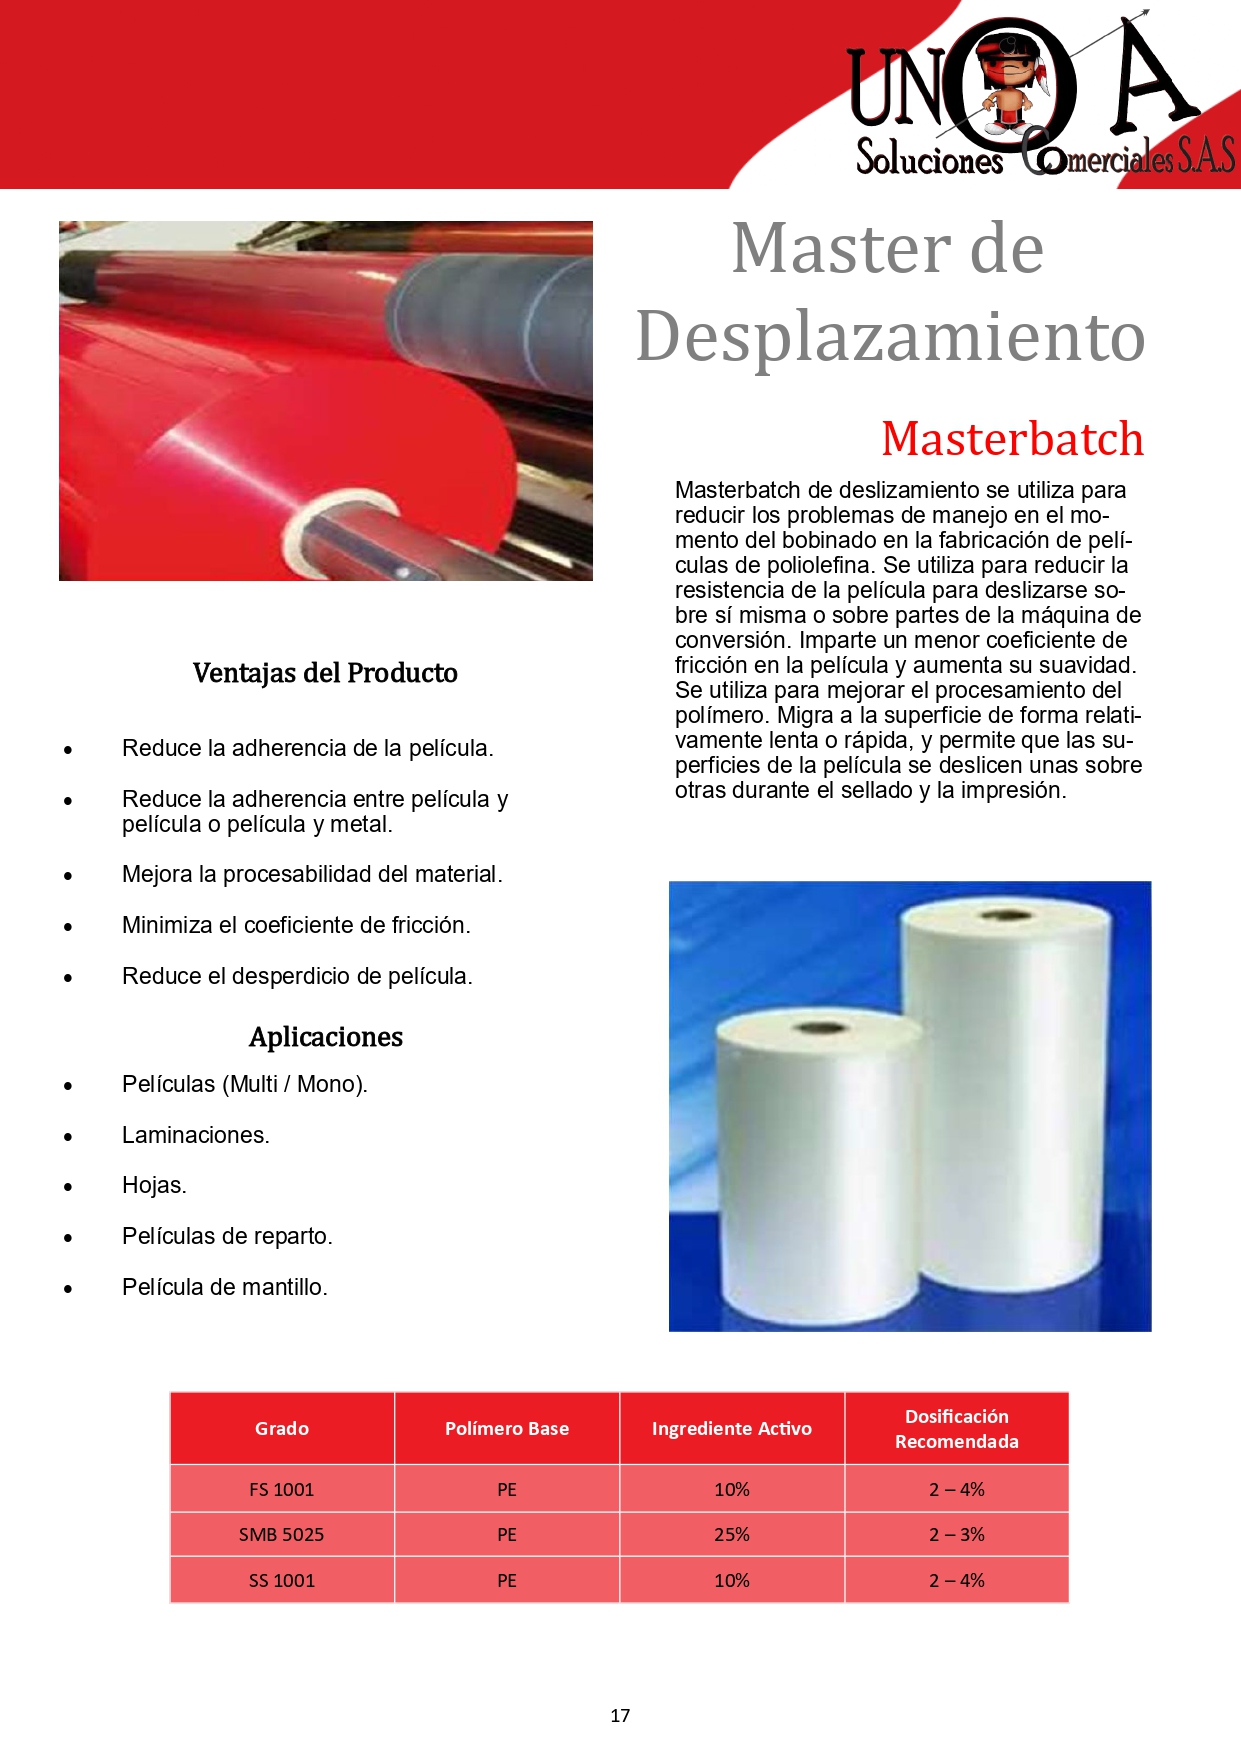 UNO A
Soluciones Comerciales S.A.S
Master de
Desplazamiento
Masterbatch
Masterbatch de deslizamiento se utiliza para
reducir los problemas de manejo en el mo-
mento del bobinado en la fabricación de pelí-
culas de poliolefina. Se utiliza para reducir la
resistencia de la película para deslizarse so-
bre sí misma o sobre partes de la máquina de
conversión. Imparte un menor coeficiente de
fricción en la película y aumenta su suavidad.
Se utiliza para mejorar el procesamiento del
polímero. Migra a la superficie de forma relati-
vamente lenta o rápida, y permite que las su-
perficies de la película se deslicen unas sobre
otras durante el sellado y la impresión.
Ventajas del Producto
• Reduce la adherencia de la película.
• Reduce la adherencia entre película y
película o película y metal.
• Mejora la procesabilidad del material.
• Minimiza el coeficiente de fricción.
• Reduce el desperdicio de película.
Aplicaciones
• Películas (Multi / Mono).
• Laminaciones.
• Hojas.
• Películas de reparto.
• Película de mantillo.
Grado Polímero Base Ingrediente Activo Dosificación
Recomendada
FS 1001 PE 10% 2 – 4%
SMB 5025 PE 25% 2 – 3%
SS 1001 PE 10% 2 – 4%
17